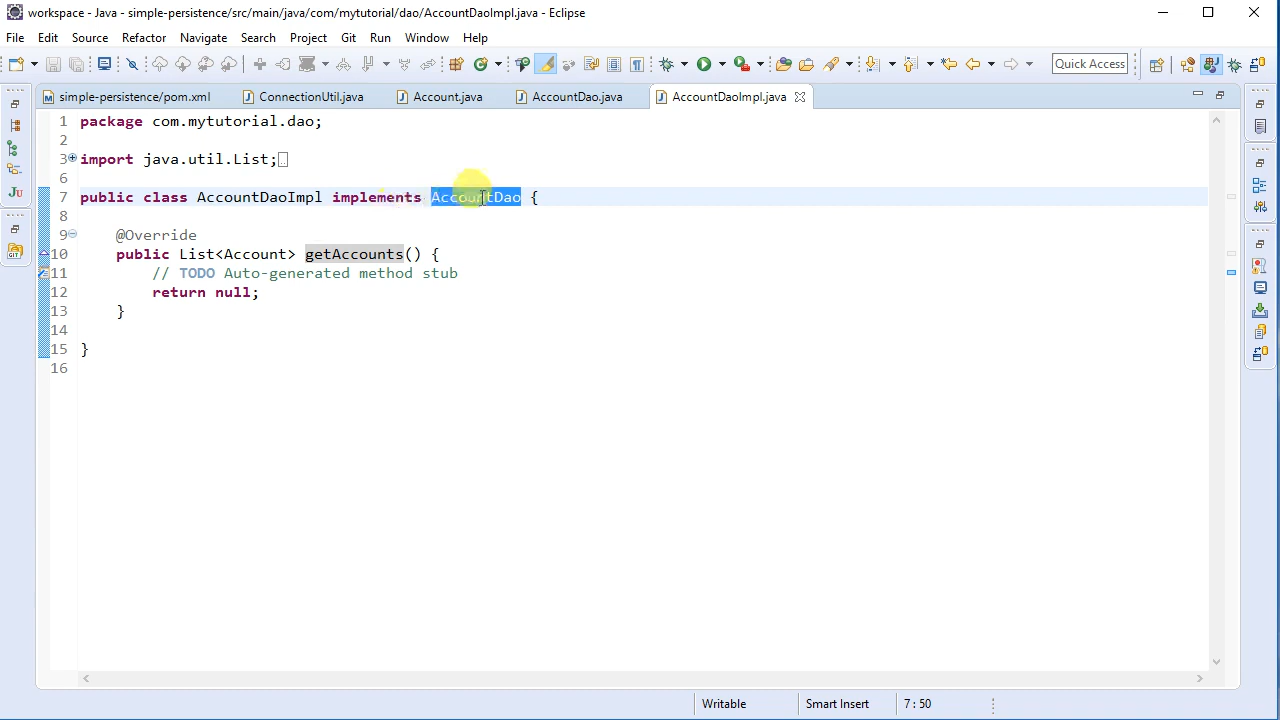 workspace - Java - simple-persistence/src/main/java/com/mytutorial/dao/AccountDaoImpl.java - Eclipse
File Edit Source Refactor Navigate Search Project Git Run Window Help
Quick Access
simple-persistence/pom.xml ConnectionUtil.java Account.java AccountDao.java AccountDaoImpl.java
1 package com.mytutorial.dao;
2
3 import java.util.List;
6
7 public class AccountDaoImpl implements AccountDao {
8
9 @Override
10 public List<Account> getAccounts() {
11 // TODO Auto-generated method stub
12 return null;
13 }
14
15 }
16
Writable Smart Insert 7 : 50